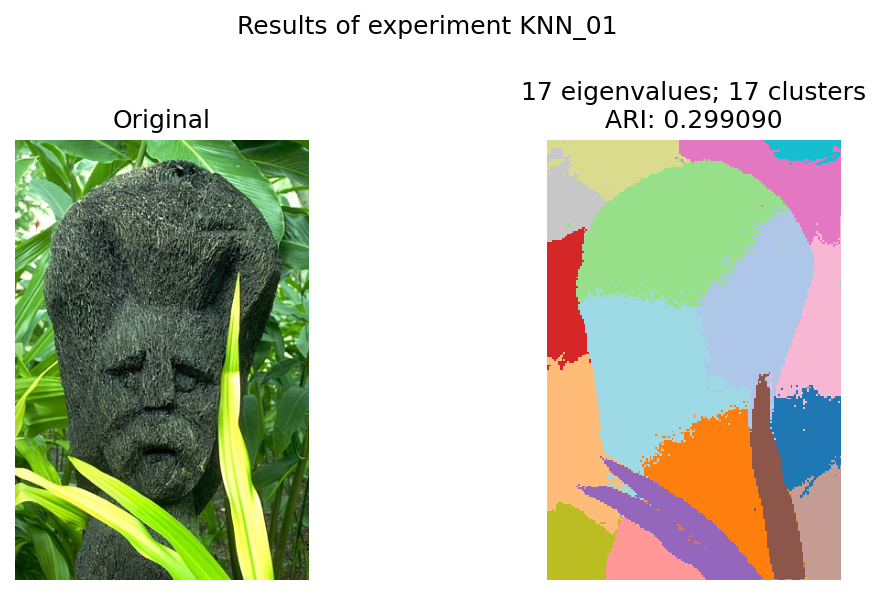 Results of experiment KNN_01
Original
17 eigenvalues; 17 clusters
ARI: 0.299090